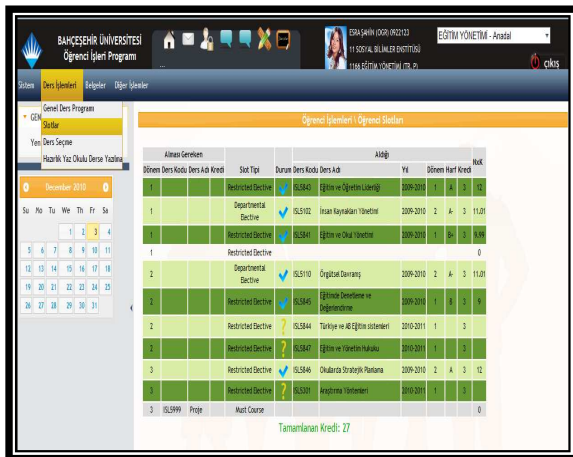 BAHÇEŞEHİR ÜNİVERSİTESİ
Öğrenci İşleri Program
...
ESRA ŞAHİN (OGR) 0922123
11 SOSYAL BİLİMLER ENSTİTÜSÜ
1166 EĞİTİM YÖNETİMİ (TR. P)
EĞİTİM YÖNETİMİ - Anadal
çıkış
Sistem Ders İşlemleri Belgeler Diğer İşlemler
Genel Ders Programı
Slotlar
Ders Seçme
Hazırlık Yaz Okulu Derse Yazılma
GEN
Yen
Öğrenci İşlemleri \ Öğrenci Slotları
December 2010
Su Mo Tu We Th Fr Sa
1 2 3 4
5 6 7 8 9 10 11
12 13 14 15 16 17 18
19 20 21 22 23 24 25
26 27 28 29 30 31
Alması Gereken Aldığı
Dönem Ders Kodu Ders Adı Kredi Slot Tipi Durum Ders Kodu Ders Adı Yıl Dönem Harf Kredi NxK
1 Restricted Elective ISL5843 Eğitim ve Öğretim Liderliği 2009-2010 1 A 3 12
1 Departmental Elective ISL5102 İnsan Kaynakları Yönetimi 2009-2010 2 A- 3 11.01
1 Restricted Elective ISL5841 Eğitim ve Okul Yönetimi 2009-2010 1 B+ 3 9.99
1 Restricted Elective 0
2 Departmental Elective ISL5110 Örgütsel Davranış 2009-2010 2 A- 3 11.01
2 Restricted Elective ISL5845 Eğitimde Denetleme ve Değerlendirme 2009-2010 1 B 3 9
2 Restricted Elective ISL5844 Türkiye ve AB Eğitim sistemleri 2010-2011 1 3
2 Restricted Elective ISL5847 Eğitim ve Yönetim Hukuku 2010-2011 1 3
3 Restricted Elective ISL5846 Okularda Stratejik Planlama 2009-2010 2 A 3 12
3 Restricted Elective ISL5301 Araştırma Yöntemleri 2010-2011 1 3
3 ISL5999 Proje Must Course 0
Tamamlanan Kredi: 27